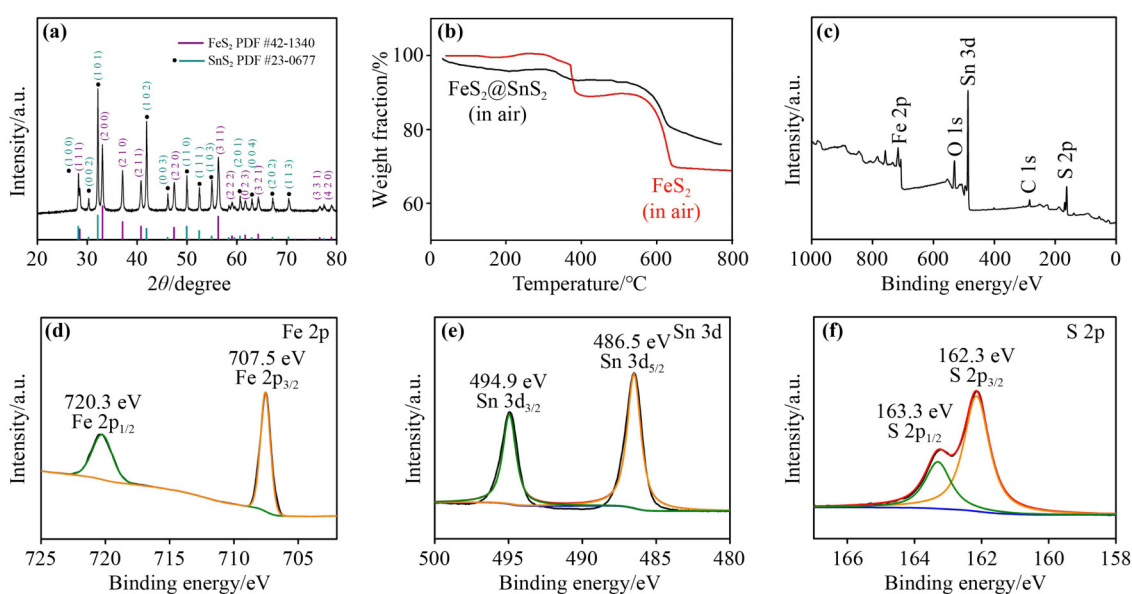 (a)
FeS₂ PDF #42-1340
SnS₂ PDF #23-0677
(1 0 0)
(1 1 1)
(0 0 2)
(1 0 1)
(2 0 0)
(2 1 0)
(2 1 1)
(1 0 2)
(0 0 3)
(2 2 0)
(1 1 0)
(1 1 1)
(1 0 3)
(3 1 1)
(2 2 2)
(2 0 1)
(0 2 3)
(0 0 4)
(3 2 1)
(2 0 2)
(1 1 3)
(3 3 1)
(4 2 0)
Intensity/a.u.
20 30 40 50 60 70 80
2θ/degree
(b)
100
80
60
Weight fraction/%
FeS₂@SnS₂
(in air)
FeS₂
(in air)
0 200 400 600 800
Temperature/°C
(c)
Sn 3d
Fe 2p
O 1s
C 1s
S 2p
Intensity/a.u.
1000 800 600 400 200 0
Binding energy/eV
(d)
Fe 2p
707.5 eV
Fe 2p₃/₂
720.3 eV
Fe 2p₁/₂
Intensity/a.u.
725 720 715 710 705
Binding energy/eV
(e)
Sn 3d
486.5 eV
Sn 3d₅/₂
494.9 eV
Sn 3d₃/₂
Intensity/a.u.
500 495 490 485 480
Binding energy/eV
(f)
S 2p
162.3 eV
S 2p₃/₂
163.3 eV
S 2p₁/₂
Intensity/a.u.
166 164 162 160 158
Binding energy/eV